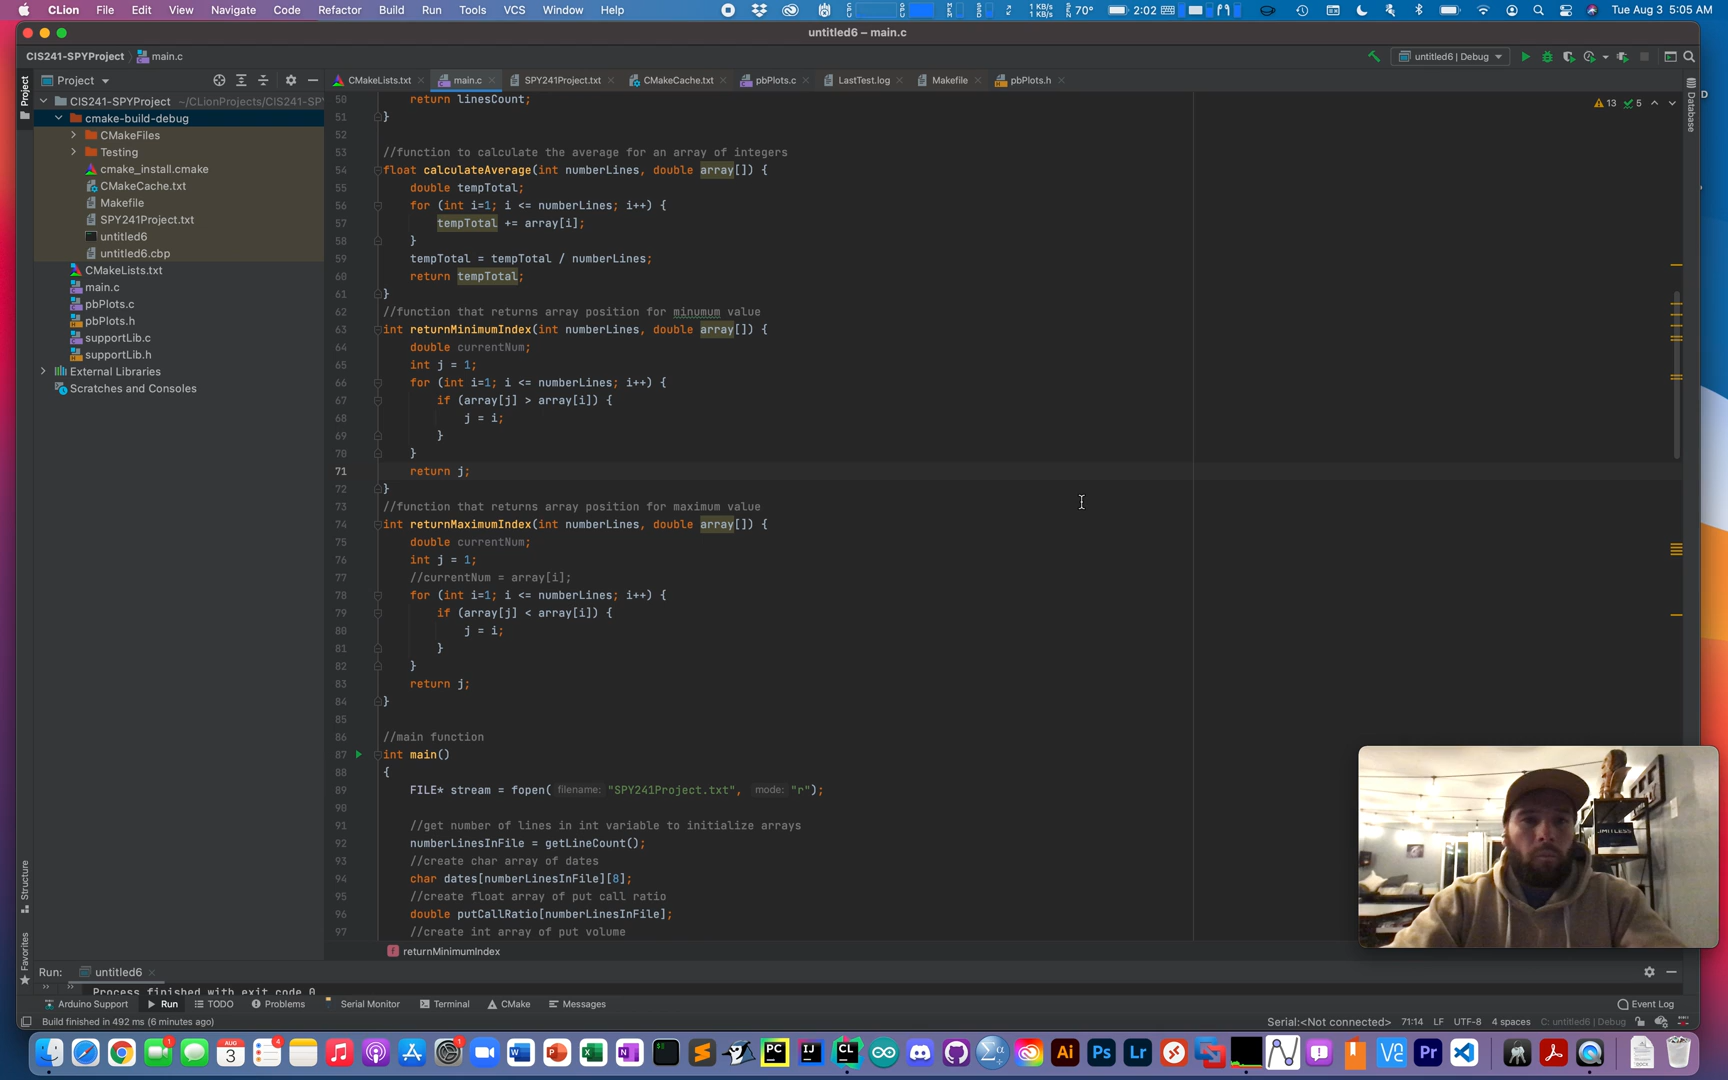 CLion File Edit View Navigate Code Refactor Build Run Tools VCS Window Help
1 KB/s
1 KB/s
70° 2:02 Tue Aug 3 5:05 AM
untitled6 – main.c
CIS241-SPYProject main.c
untitled6 | Debug
Project
CMakeLists.txt main.c SPY241Project.txt CMakeCache.txt pbPlots.c LastTest.log Makefile pbPlots.h
Project
Database
CIS241-SPYProject ~/CLionProjects/CIS241-SP
cmake-build-debug
CMakeFiles
Testing
cmake_install.cmake
CMakeCache.txt
Makefile
SPY241Project.txt
untitled6
untitled6.cbp
CMakeLists.txt
main.c
pbPlots.c
pbPlots.h
supportLib.c
supportLib.h
External Libraries
Scratches and Consoles
13 5
50 return linesCount;
51 }
52
53 //function to calculate the average for an array of integers
54 float calculateAverage(int numberLines, double array[]) {
55 double tempTotal;
56 for (int i=1; i <= numberLines; i++) {
57 tempTotal += array[i];
58 }
59 tempTotal = tempTotal / numberLines;
60 return tempTotal;
61 }
62 //function that returns array position for minumum value
63 int returnMinimumIndex(int numberLines, double array[]) {
64 double currentNum;
65 int j = 1;
66 for (int i=1; i <= numberLines; i++) {
67 if (array[j] > array[i]) {
68 j = i;
69 }
70 }
71 return j;
72 }
73 //function that returns array position for maximum value
74 int returnMaximumIndex(int numberLines, double array[]) {
75 double currentNum;
76 int j = 1;
77 //currentNum = array[i];
78 for (int i=1; i <= numberLines; i++) {
79 if (array[j] < array[i]) {
80 j = i;
81 }
82 }
83 return j;
84 }
85
86 //main function
87 int main()
88 {
89 FILE* stream = fopen( filename: "SPY241Project.txt", mode: "r");
90
91 //get number of lines in int variable to initialize arrays
92 numberLinesInFile = getLineCount();
93 //create char array of dates
94 char dates[numberLinesInFile][8];
95 //create float array of put call ratio
96 double putCallRatio[numberLinesInFile];
97 //create int array of put volume
Structure
Favorites
returnMinimumIndex
Run: untitled6
Process finished with exit code 0
Arduino Support Run TODO Problems Serial Monitor Terminal CMake Messages Event Log
Build finished in 492 ms (6 minutes ago)
Serial:<Not connected> 71:14 LF UTF-8 4 spaces C: untitled6 | Debug